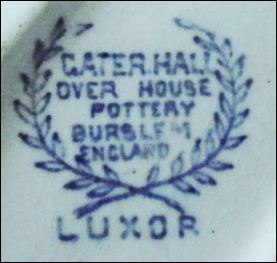 GATER.HALL
OVER HOUSE
POTTERY
BURSLEM
ENGLAND
LUXOR